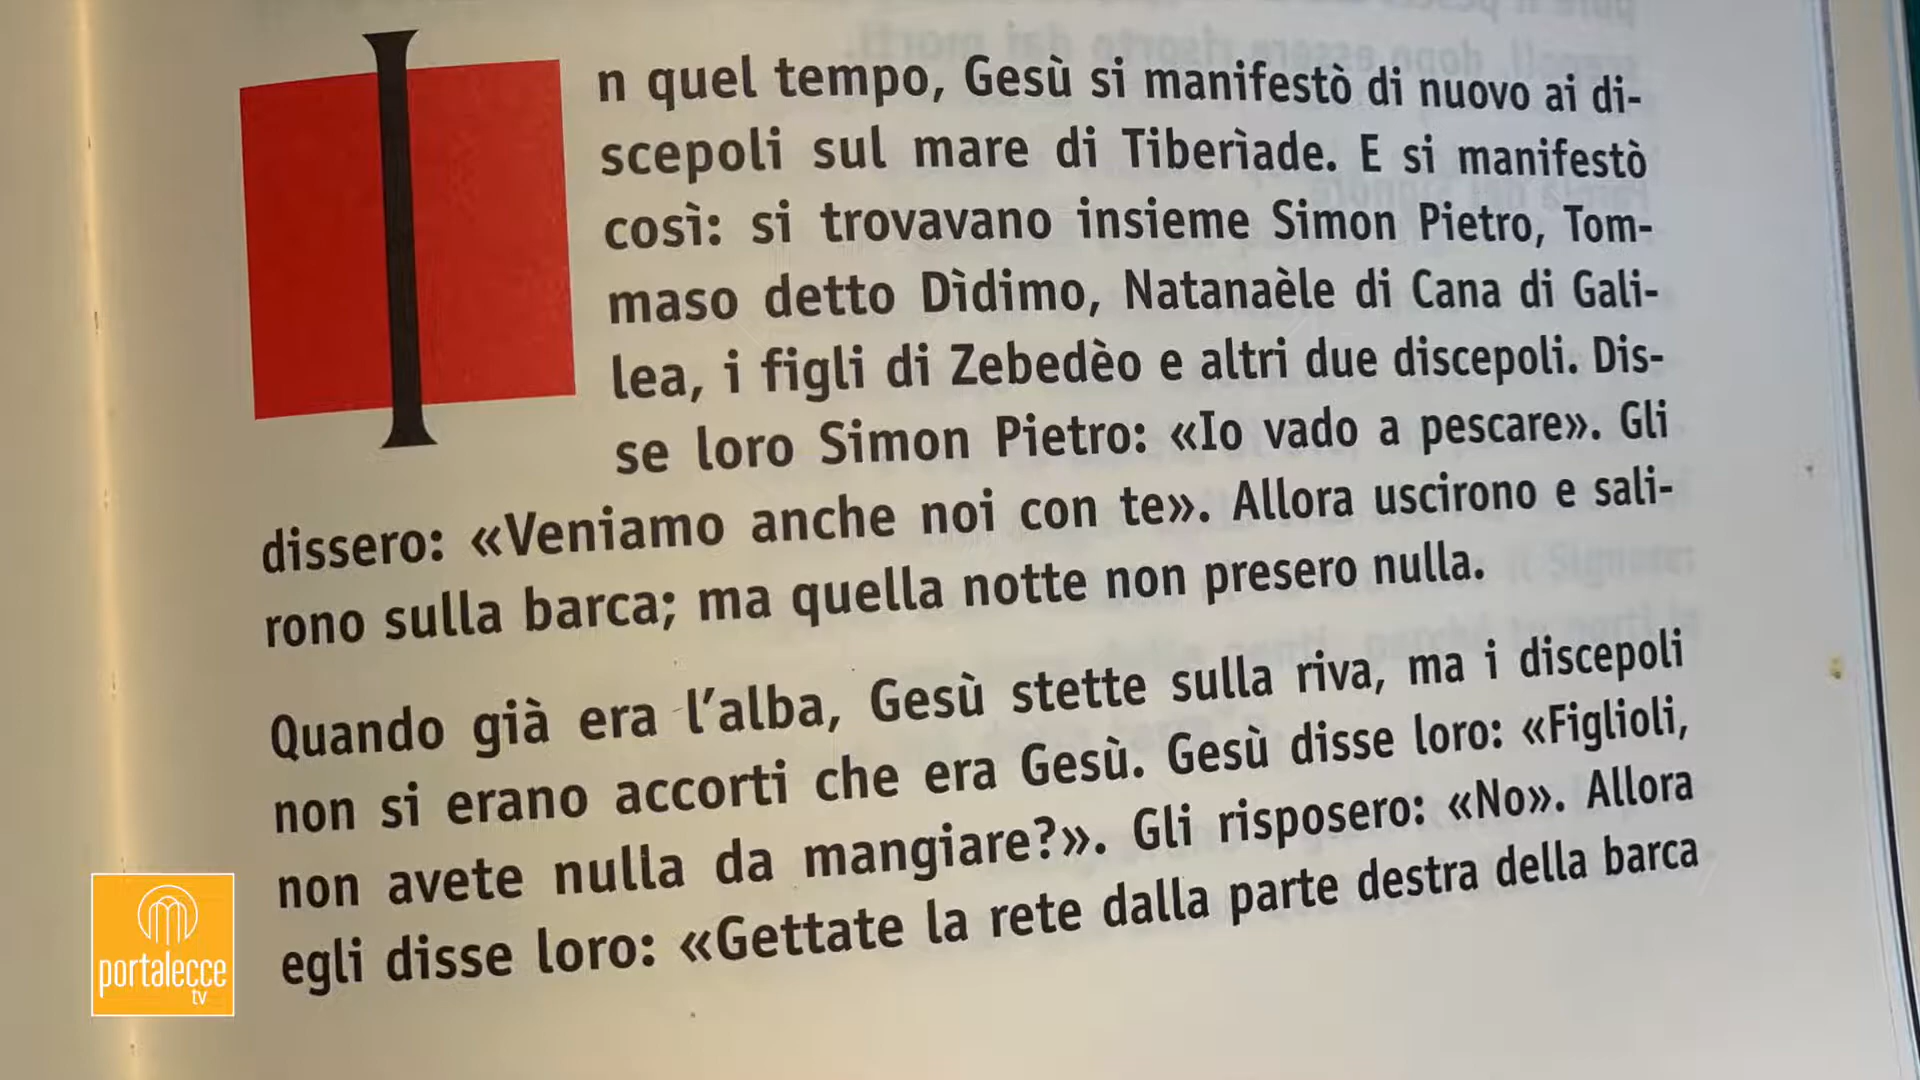 In quel tempo, Gesù si manifestò di nuovo ai di-
scepoli sul mare di Tiberìade. E si manifestò
così: si trovavano insieme Simon Pietro, Tom-
maso detto Dìdimo, Natanaèle di Cana di Gali-
lea, i figli di Zebedèo e altri due discepoli. Dis-
se loro Simon Pietro: «Io vado a pescare». Gli
dissero: «Veniamo anche noi con te». Allora uscirono e sali-
rono sulla barca; ma quella notte non presero nulla.
Quando già era l’alba, Gesù stette sulla riva, ma i discepoli
non si erano accorti che era Gesù. Gesù disse loro: «Figlioli,
non avete nulla da mangiare?». Gli risposero: «No». Allora
egli disse loro: «Gettate la rete dalla parte destra della barca
portalecce
tv